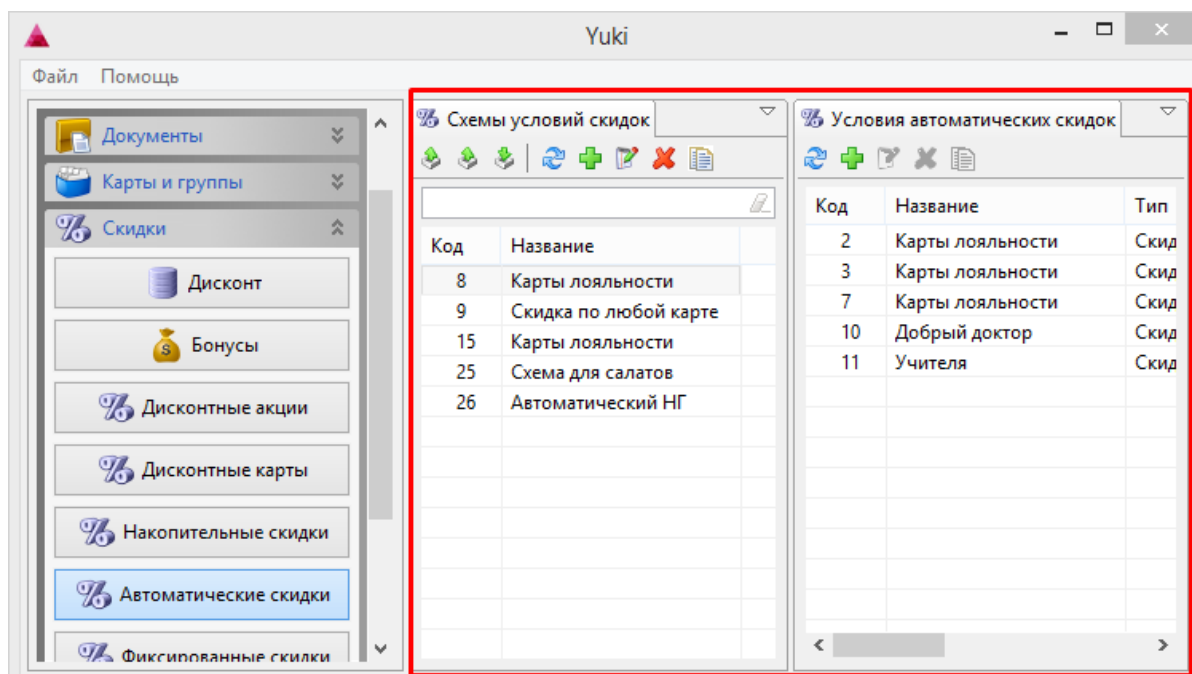 Yuki
Файл Помощь
Документы
Карты и группы
Скидки
Дисконт
Бонусы
Дисконтные акции
Дисконтные карты
Накопительные скидки
Автоматические скидки
Фиксированные скидки
Схемы условий скидок
Код Название
8 Карты лояльности
9 Скидка по любой карте
15 Карты лояльности
25 Схема для салатов
26 Автоматический НГ
Условия автоматических скидок
Код Название Тип
2 Карты лояльности Скид
3 Карты лояльности Скид
7 Карты лояльности Скид
10 Добрый доктор Скид
11 Учителя Скид